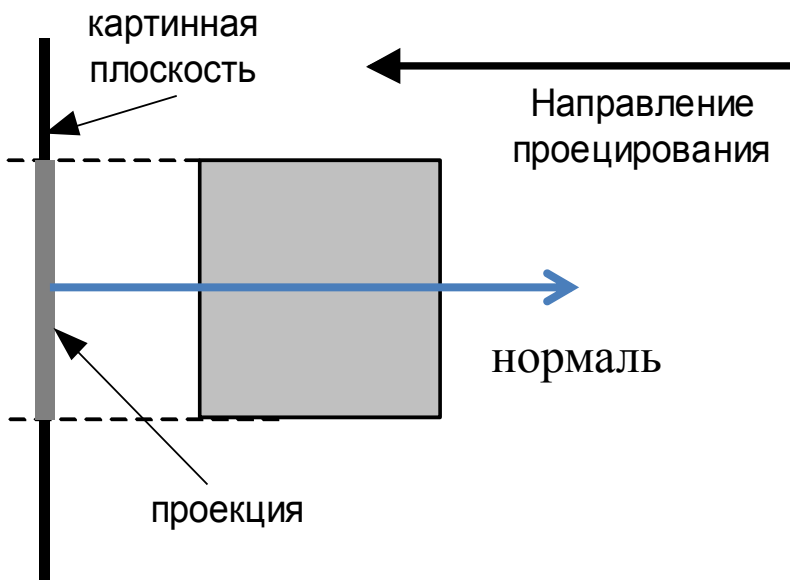 картинная
плоскость
Направление
проецирования
нормаль
проекция